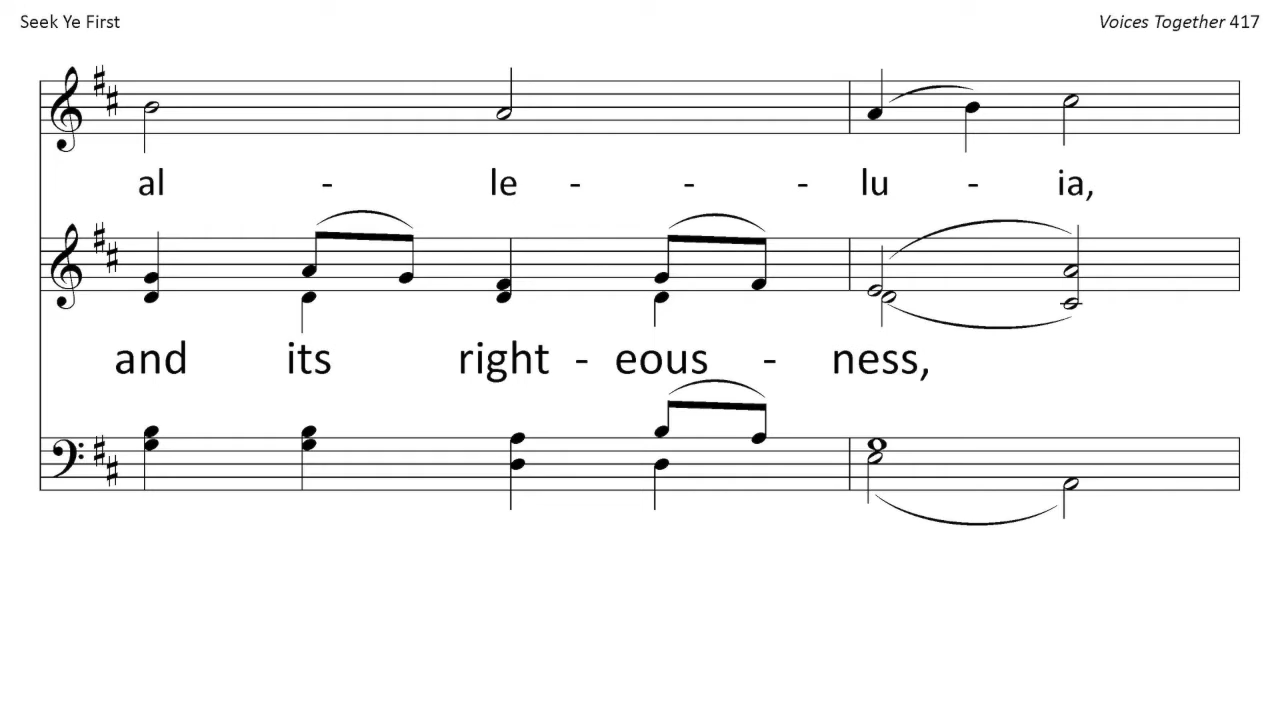 Seek Ye First
Voices Together 417
al - le - - - lu - ia,
and its right - eous - ness,